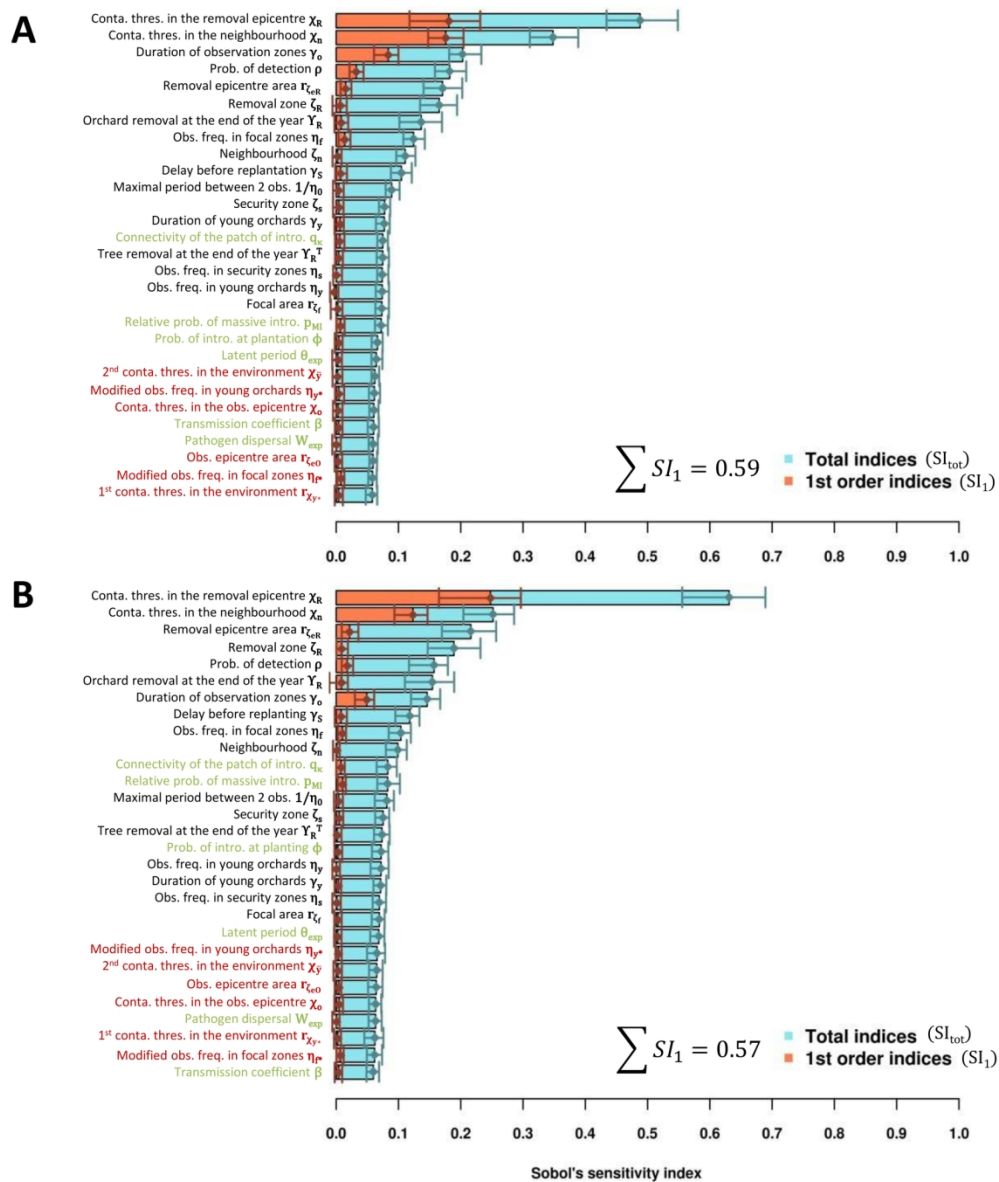 A
Conta. thres. in the removal epicentre χR
Conta. thres. in the neighbourhood χn
Duration of observation zones γo
Prob. of detection ρ
Removal epicentre area rζeR
Removal zone ζR
Orchard removal at the end of the year ϒR
Obs. freq. in focal zones ηf
Neighbourhood ζn
Delay before replantation γS
Maximal period between 2 obs. 1/η0
Security zone ζs
Duration of young orchards γy
Connectivity of the patch of intro. qκ
Tree removal at the end of the year ϒR^T
Obs. freq. in security zones ηs
Obs. freq. in young orchards ηy
Focal area rζf
Relative prob. of massive intro. pMI
Prob. of intro. at plantation ϕ
Latent period θexp
2nd conta. thres. in the environment χȳ
Modified obs. freq. in young orchards ηy*
Conta. thres. in the obs. epicentre χo
Transmission coefficient β
Pathogen dispersal Wexp
Obs. epicentre area rζeO
Modified obs. freq. in focal zones ηf*
1st conta. thres. in the environment rχy*
∑ SI1 = 0.59
Total indices (SItot)
1st order indices (SI1)
0.0 0.1 0.2 0.3 0.4 0.5 0.6 0.7 0.8 0.9 1.0
B
Conta. thres. in the removal epicentre χR
Conta. thres. in the neighbourhood χn
Removal epicentre area rζeR
Removal zone ζR
Prob. of detection ρ
Orchard removal at the end of the year ϒR
Duration of observation zones γo
Delay before replanting γS
Obs. freq. in focal zones ηf
Neighbourhood ζn
Connectivity of the patch of intro. qκ
Relative prob. of massive intro. pMI
Maximal period between 2 obs. 1/η0
Security zone ζs
Tree removal at the end of the year ϒR^T
Prob. of intro. at planting ϕ
Obs. freq. in young orchards ηy
Duration of young orchards γy
Obs. freq. in security zones ηs
Focal area rζf
Latent period θexp
Modified obs. freq. in young orchards ηy*
2nd conta. thres. in the environment χȳ
Obs. epicentre area rζeO
Conta. thres. in the obs. epicentre χo
Pathogen dispersal Wexp
1st conta. thres. in the environment rχy*
Modified obs. freq. in focal zones ηf*
Transmission coefficient β
∑ SI1 = 0.57
Total indices (SItot)
1st order indices (SI1)
0.0 0.1 0.2 0.3 0.4 0.5 0.6 0.7 0.8 0.9 1.0
Sobol's sensitivity index